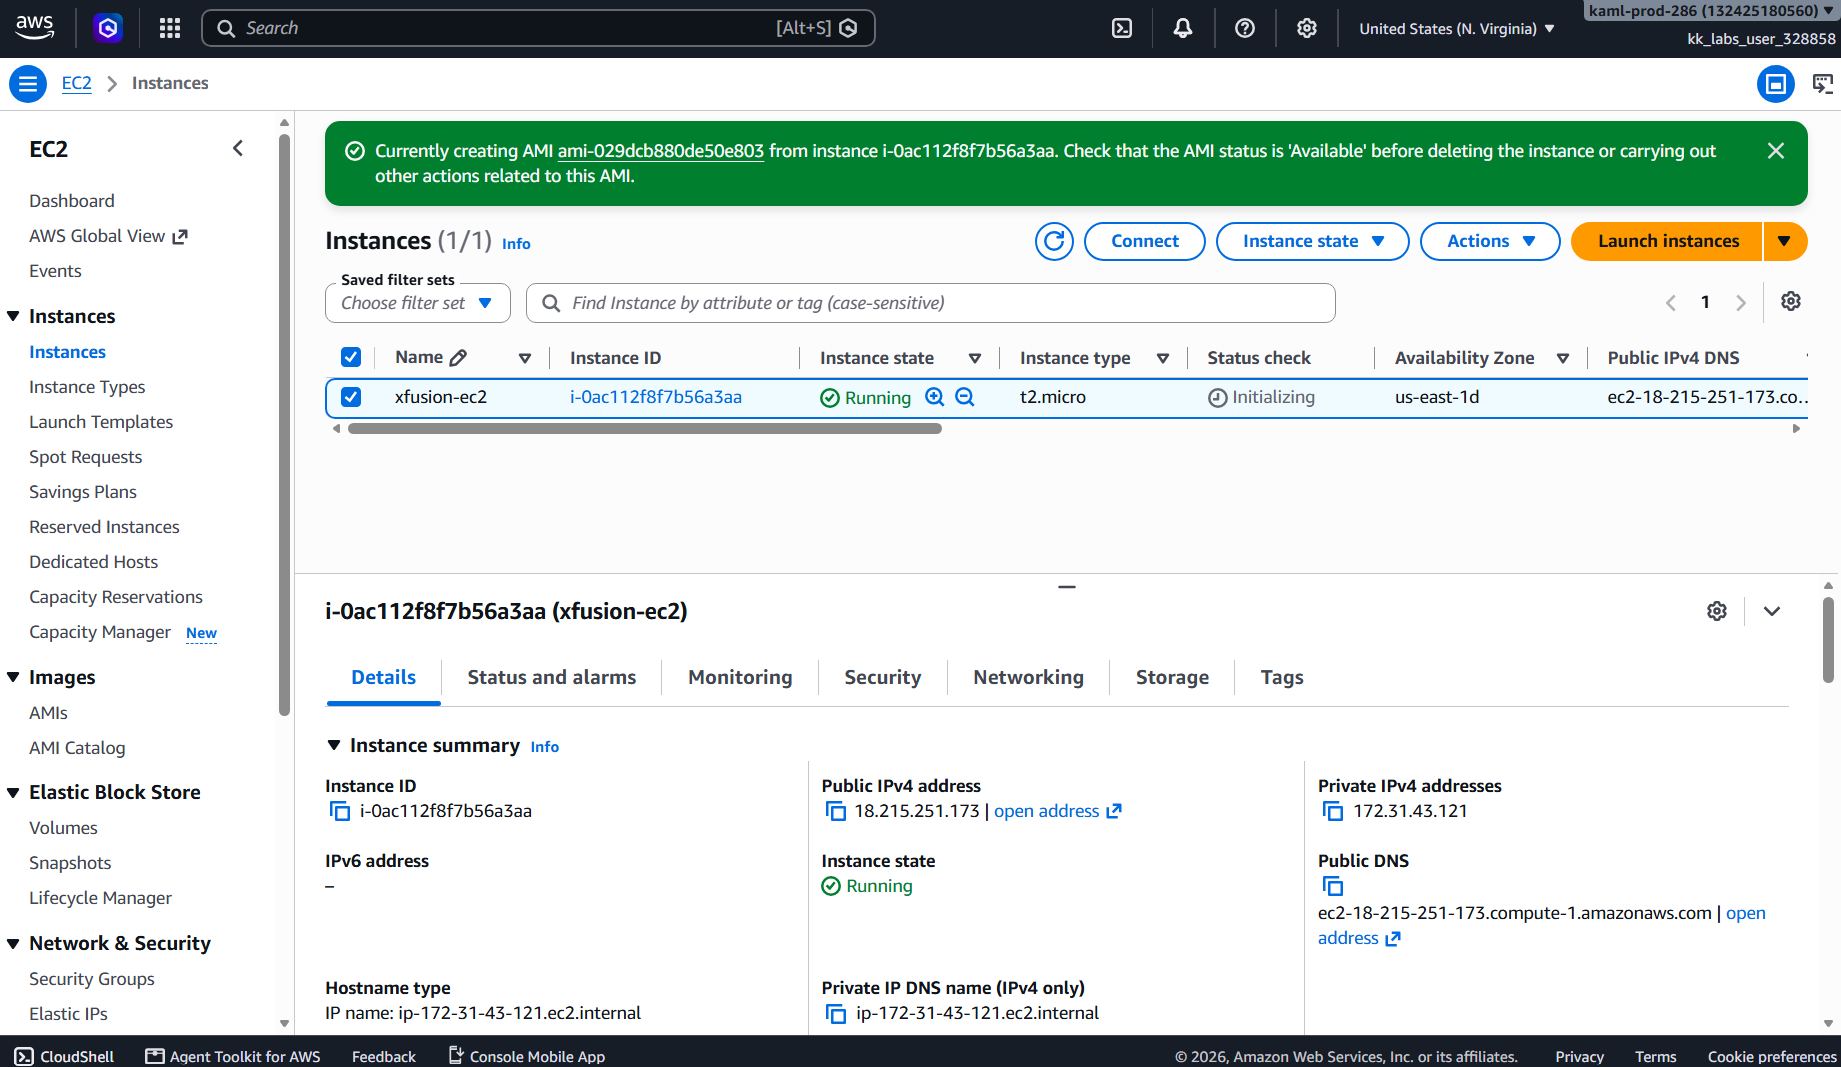 aws
Search
[Alt+S]
United States (N. Virginia)
kaml-prod-286 (132425180560)
kk_labs_user_328858
EC2
Instances
EC2
Dashboard
AWS Global View
Events
Instances
Instances
Instance Types
Launch Templates
Spot Requests
Savings Plans
Reserved Instances
Dedicated Hosts
Capacity Reservations
Capacity Manager New
Images
AMIs
AMI Catalog
Elastic Block Store
Volumes
Snapshots
Lifecycle Manager
Network & Security
Security Groups
Elastic IPs
Currently creating AMI ami-029dcb880de50e803 from instance i-0ac112f8f7b56a3aa. Check that the AMI status is 'Available' before deleting the instance or carrying out
other actions related to this AMI.
Instances (1/1) Info
Connect
Instance state
Actions
Launch instances
Saved filter sets
Choose filter set
Find Instance by attribute or tag (case-sensitive)
1
Name Instance ID Instance state Instance type Status check Availability Zone Public IPv4 DNS
xfusion-ec2 i-0ac112f8f7b56a3aa Running t2.micro Initializing us-east-1d ec2-18-215-251-173.co...
i-0ac112f8f7b56a3aa (xfusion-ec2)
Details Status and alarms Monitoring Security Networking Storage Tags
Instance summary Info
Instance ID
i-0ac112f8f7b56a3aa
Public IPv4 address
18.215.251.173 | open address
Private IPv4 addresses
172.31.43.121
IPv6 address
–
Instance state
Running
Public DNS
ec2-18-215-251-173.compute-1.amazonaws.com | open
address
Hostname type
IP name: ip-172-31-43-121.ec2.internal
Private IP DNS name (IPv4 only)
ip-172-31-43-121.ec2.internal
CloudShell
Agent Toolkit for AWS
Feedback
Console Mobile App
© 2026, Amazon Web Services, Inc. or its affiliates.
Privacy
Terms
Cookie preferences